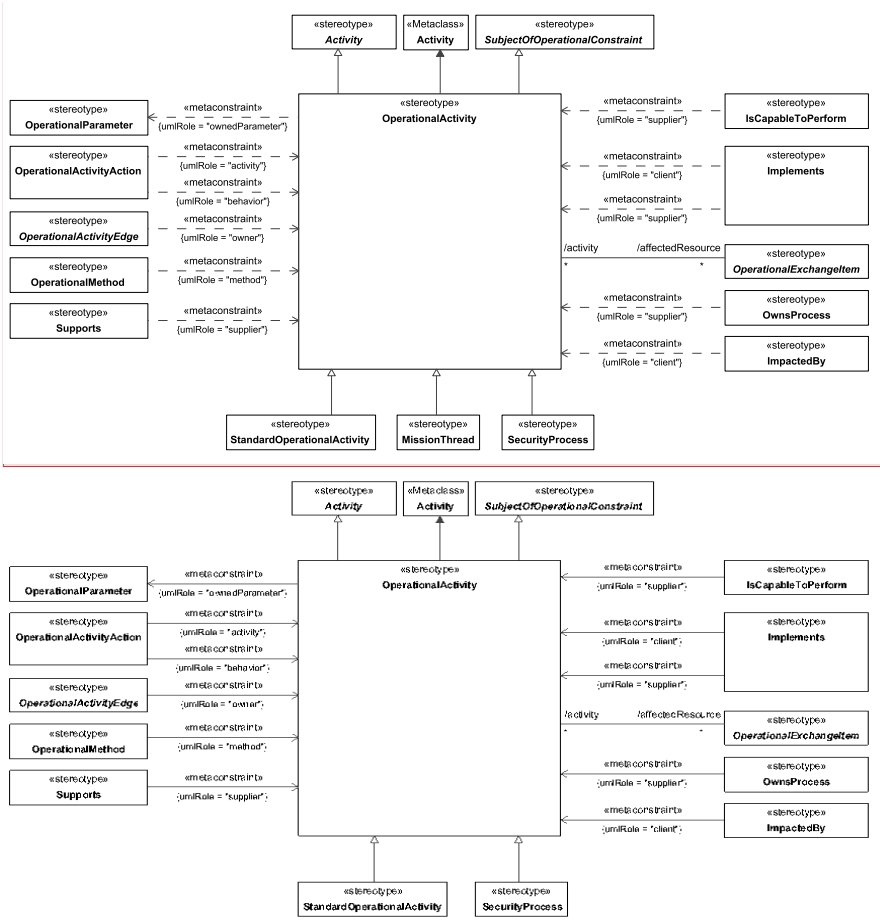 «stereotype»
Activity
«Metaclass»
Activity
«stereotype»
SubjectOfOperationalConstraint
«stereotype»
OperationalActivity
«stereotype»
OperationalParameter
«metaconstraint»
{umlRole = "ownedParameter"}
«stereotype»
OperationalActivityAction
«metaconstraint»
{umlRole = "activity"}
«metaconstraint»
{umlRole = "behavior"}
«stereotype»
OperationalActivityEdge
«metaconstraint»
{umlRole = "owner"}
«stereotype»
OperationalMethod
«metaconstraint»
{umlRole = "method"}
«stereotype»
Supports
«metaconstraint»
{umlRole = "supplier"}
«metaconstraint»
{umlRole = "supplier"}
«stereotype»
IsCapableToPerform
«metaconstraint»
{umlRole = "client"}
«stereotype»
Implements
«metaconstraint»
{umlRole = "supplier"}
/activity
/affectedResource
*
*
«stereotype»
OperationalExchangeItem
«metaconstraint»
{umlRole = "supplier"}
«stereotype»
OwnsProcess
«metaconstraint»
{umlRole = "client"}
«stereotype»
ImpactedBy
«stereotype»
StandardOperationalActivity
«stereotype»
MissionThread
«stereotype»
SecurityProcess
«stereotype»
Activity
«Metaclass»
Activity
«stereotype»
SubjectOfOperationalConstraint
«stereotype»
OperationalActivity
«stereotype»
OperationalParameter
«metaconstraint»
{umlRole = "ownedParameter"}
«stereotype»
OperationalActivityAction
«metaconstraint»
{umlRole = "activity"}
«metaconstraint»
{umlRole = "behavior"}
«stereotype»
OperationalActivityEdge
«metaconstraint»
{umlRole = "owner"}
«stereotype»
OperationalMethod
«metaconstraint»
{umlRole = "method"}
«stereotype»
Supports
«metaconstraint»
{umlRole = "supplier"}
«metaconstraint»
{umlRole = "supplier"}
«stereotype»
IsCapableToPerform
«metaconstraint»
{umlRole = "client"}
«stereotype»
Implements
«metaconstraint»
{umlRole = "supplier"}
/activity
/affectedResource
*
*
«stereotype»
OperationalExchangeItem
«metaconstraint»
{umlRole = "supplier"}
«stereotype»
OwnsProcess
«metaconstraint»
{umlRole = "client"}
«stereotype»
ImpactedBy
«stereotype»
StandardOperationalActivity
«stereotype»
SecurityProcess